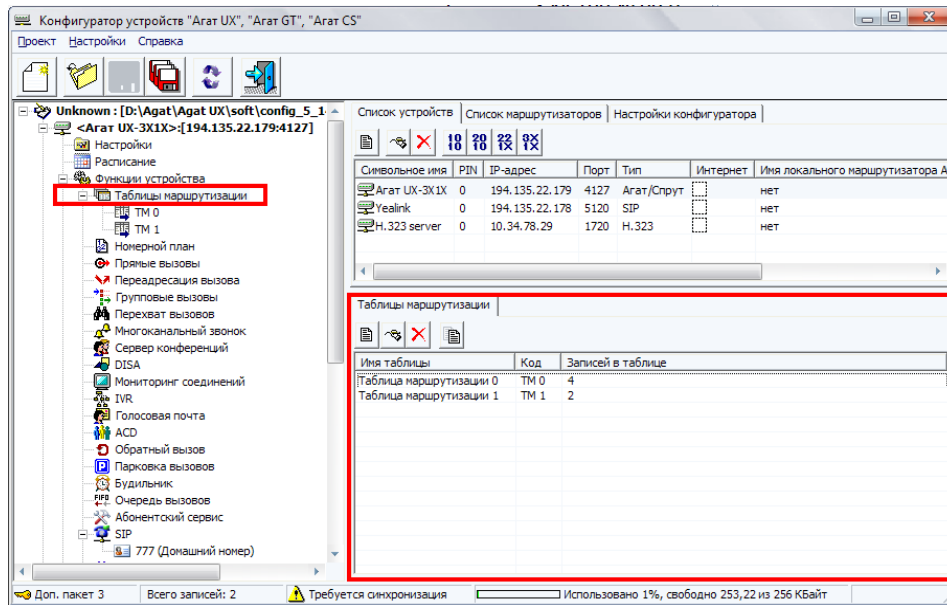 Конфигуратор устройств "Агат UX", "Агат GT", "Агат CS"
Проект Настройки Справка
Unknown : [D:\Agat\Agat UX\soft\config_5_1
<Агат UX-3X1X>:[194.135.22.179:4127]
Настройки
Расписание
Функции устройства
Таблицы маршрутизации
ТМ 0
ТМ 1
Номерной план
Прямые вызовы
Переадресация вызова
Групповые вызовы
Перехват вызовов
Многоканальный звонок
Сервер конференций
DISA
Мониторинг соединений
IVR
Голосовая почта
ACD
Обратный вызов
Парковка вызовов
Будильник
Очередь вызовов
Абонентский сервис
SIP
777 (Домашний номер)
Список устройств Список маршрутизаторов Настройки конфигуратора
Символьное имя PIN IP-адрес Порт Тип Интернет Имя локального маршрутизатора А
Агат UX-3X1X 0 194.135.22.179 4127 Агат/Спрут нет
Yealink 0 194.135.22.178 5120 SIP нет
H.323 server 0 10.34.78.29 1720 H.323 нет
Таблицы маршрутизации
Имя таблицы Код Записей в таблице
Таблица маршрутизации 0 ТМ 0 4
Таблица маршрутизации 1 ТМ 1 2
Доп. пакет 3 Всего записей: 2 Требуется синхронизация Использовано 1%, свободно 253,22 из 256 КБайт